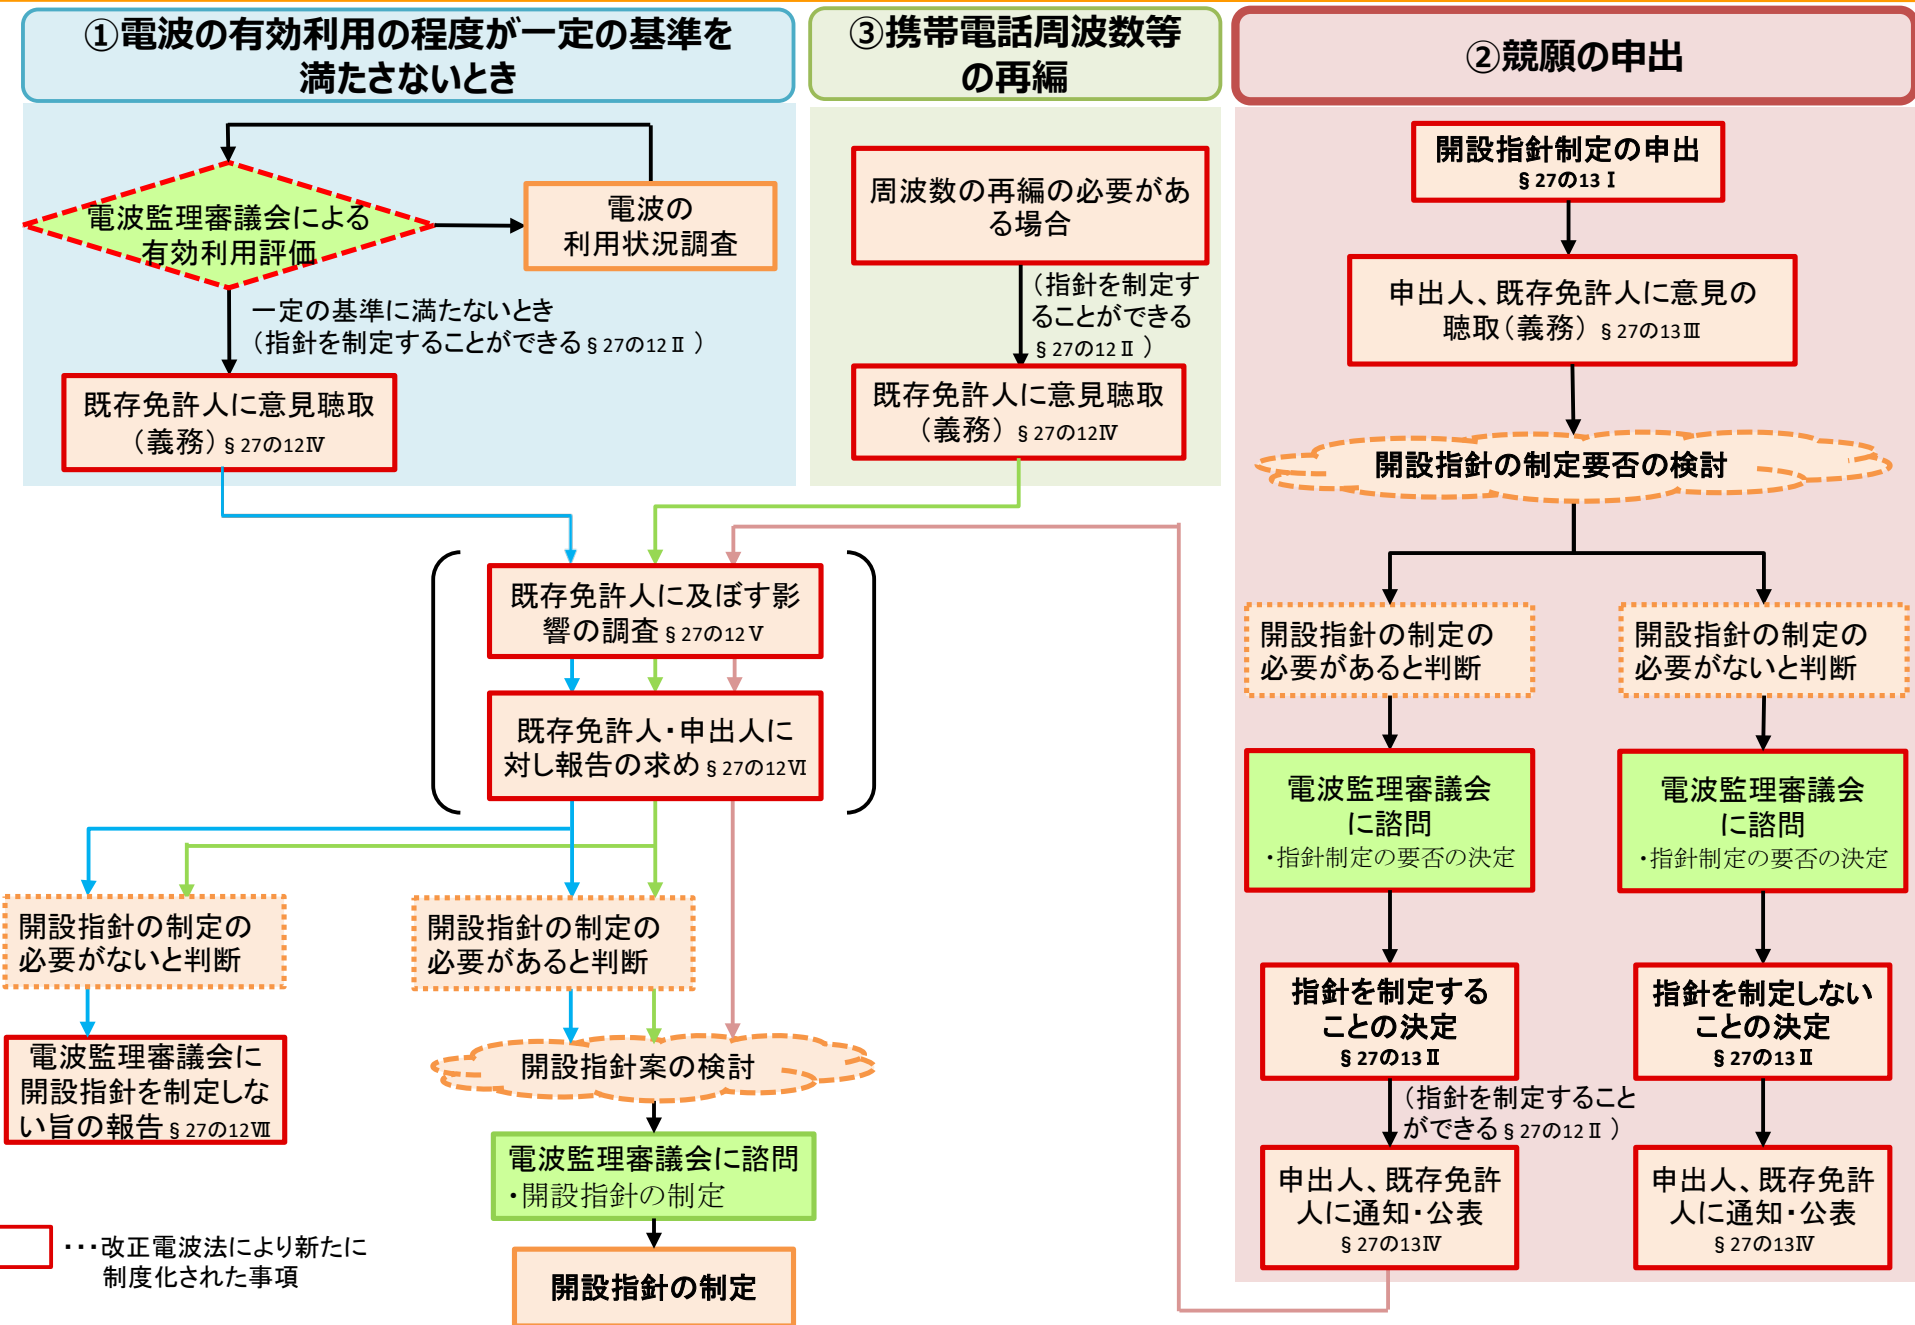 ①電波の有効利用の程度が一定の基準を
満たさないとき
電波監理審議会による
有効利用評価
電波の
利用状況調査
一定の基準に満たないとき
（指針を制定することができる§27の12Ⅱ）
既存免許人に意見聴取
（義務）§27の12Ⅳ
③携帯電話周波数等
の再編
周波数の再編の必要があ
る場合
（指針を制定す
ることができる
§27の12Ⅱ）
既存免許人に意見聴取
（義務）§27の12Ⅳ
②競願の申出
開設指針制定の申出
§27の13Ⅰ
申出人、既存免許人に意見の
聴取（義務）§27の13Ⅲ
開設指針の制定要否の検討
開設指針の制定の
必要があると判断
開設指針の制定の
必要がないと判断
電波監理審議会
に諮問
・指針制定の要否の決定
電波監理審議会
に諮問
・指針制定の要否の決定
指針を制定する
ことの決定
§27の13Ⅱ
指針を制定しない
ことの決定
§27の13Ⅱ
（指針を制定すること
ができる§27の12Ⅱ）
申出人、既存免許
人に通知・公表
§27の13Ⅳ
申出人、既存免許
人に通知・公表
§27の13Ⅳ
既存免許人に及ぼす影
響の調査§27の12Ⅴ
既存免許人・申出人に
対し報告の求め§27の12Ⅵ
開設指針の制定の
必要がないと判断
開設指針の制定の
必要があると判断
電波監理審議会に
開設指針を制定しな
い旨の報告§27の12Ⅶ
開設指針案の検討
電波監理審議会に諮問
・開設指針の制定
開設指針の制定
・・・改正電波法により新たに
制度化された事項